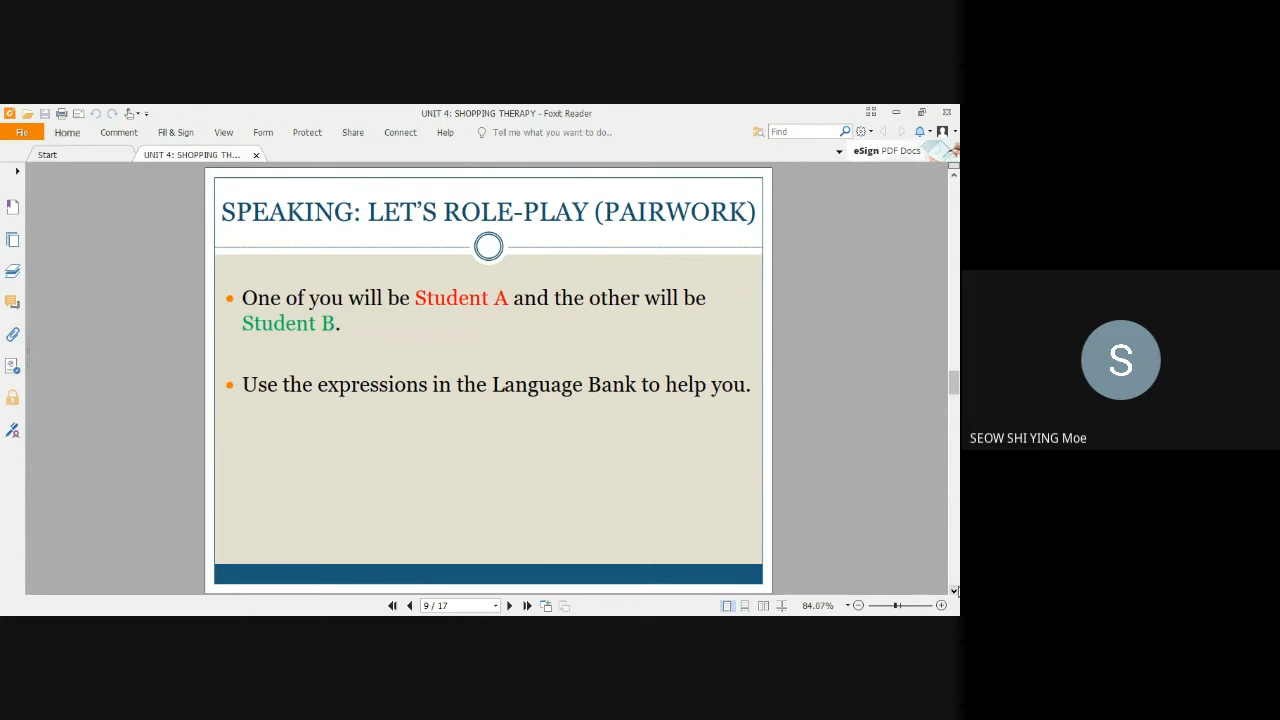 UNIT 4: SHOPPING THERAPY - Foxit Reader
File Home Comment Fill & Sign View Form Protect Share Connect Help Tell me what you want to do.. Find
Start UNIT 4: SHOPPING TH... eSign PDF Docs
SPEAKING: LET'S ROLE-PLAY (PAIRWORK)
• One of you will be Student A and the other will be
Student B.
• Use the expressions in the Language Bank to help you.
9 / 17 84.07%
S
SEOW SHI YING Moe